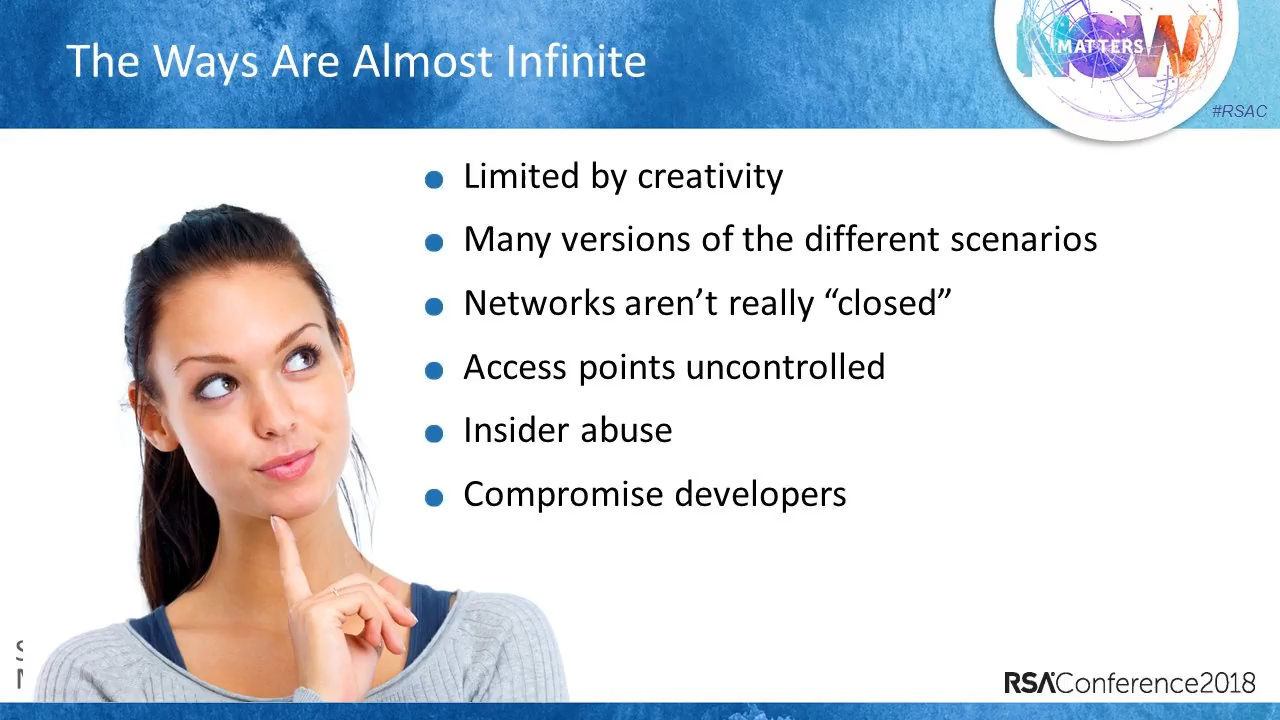 The Ways Are Almost Infinite
NOW
MATTERS
#RSAC
Limited by creativity
Many versions of the different scenarios
Networks aren’t really “closed”
Access points uncontrolled
Insider abuse
Compromise developers
RSAConference2018